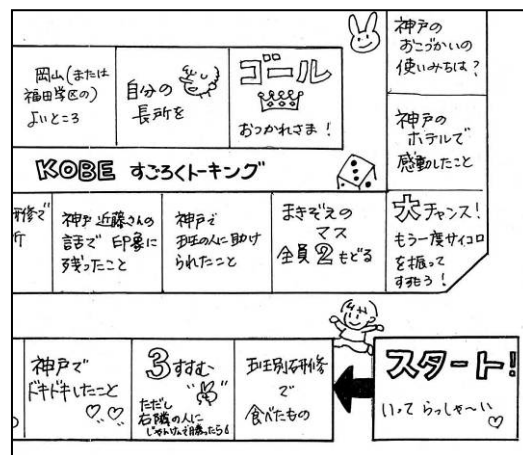 神戸の
おこづかいの
使いみちは？
岡山(または
福田学区の)
よいところ
自分の
長所を
ゴール
おつかれさま！
神戸の
ホテルで
感動したこと
KOBE すごろくトーキング
研修で
介
神戸 近藤さんの
話で 印象に
残ったこと
神戸で
班の人に助け
られたこと
まきぞえの
マス
全員2もどる
大チャンス！
もう一度サイコロ
を振って
すすもう！
神戸で
ドキドキしたこと
3すすむ
ただし
右隣の人に
じゃんけんで勝ったら
班別研修
で
食べたもの
スタート！
いって らっしゃ〜い